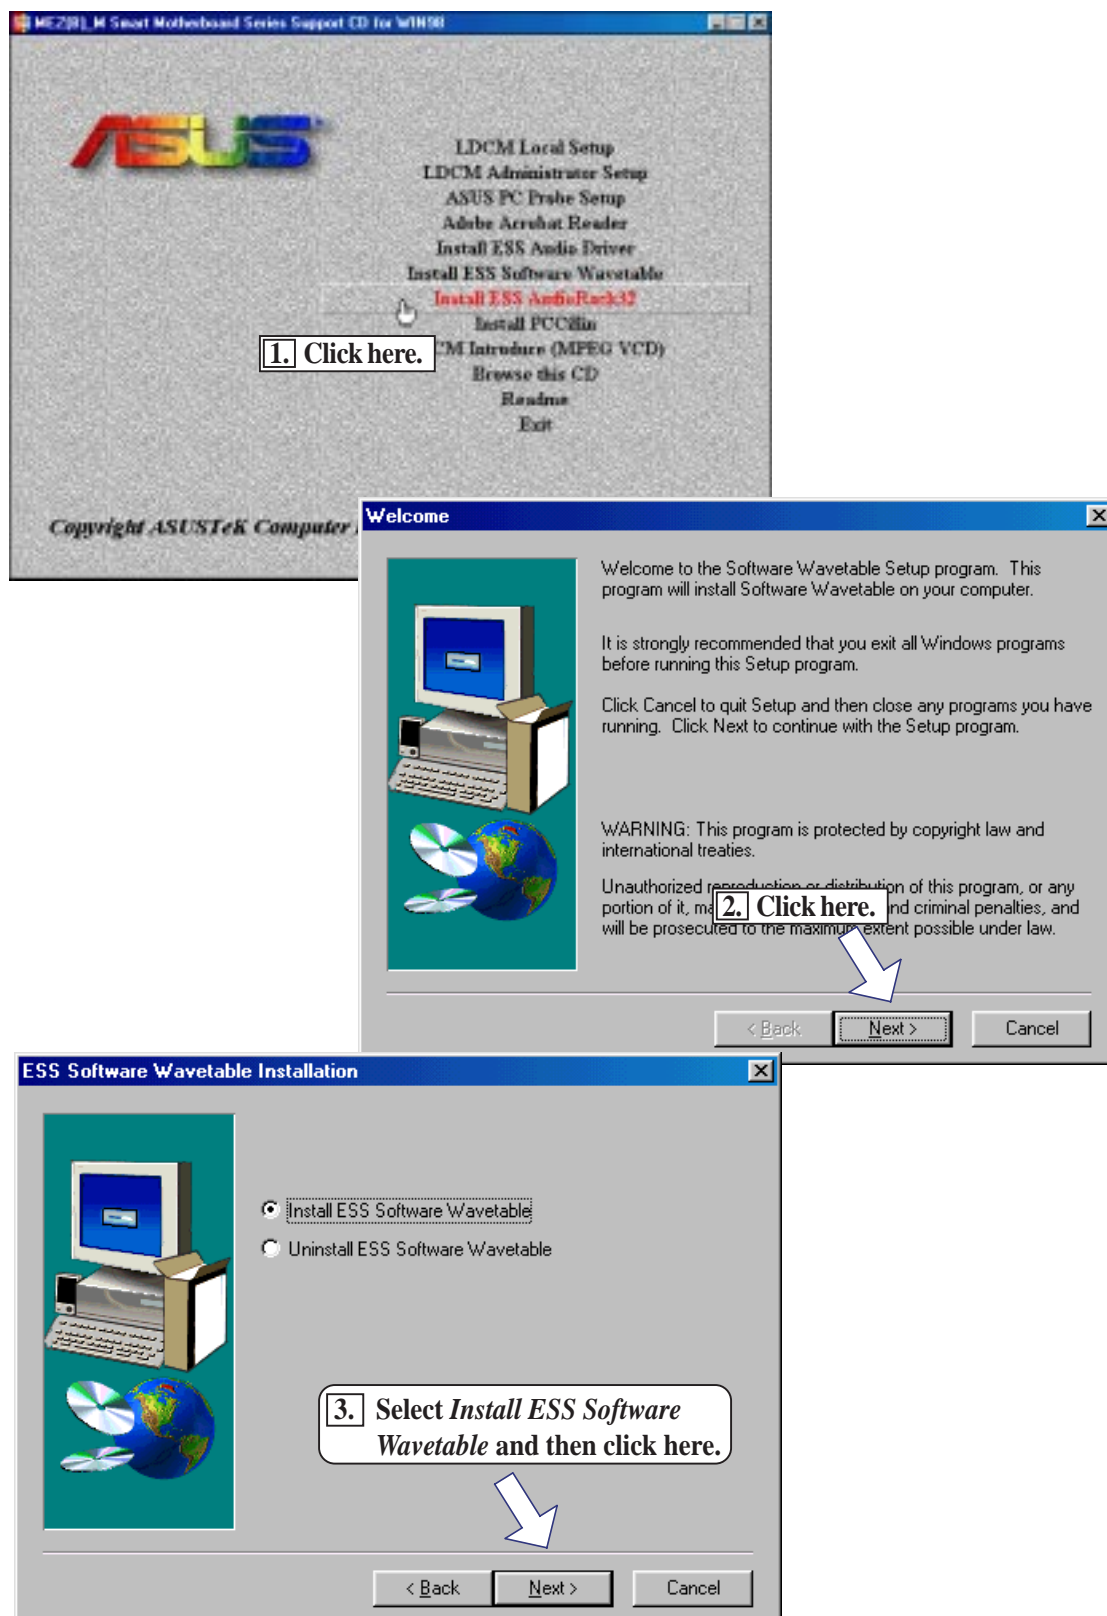 MEZ[B]_M Smart Motherboard Series Support CD for WIN98
ASUS
LDCM Local Setup
LDCM Administrator Setup
ASUS PC Probe Setup
Adobe Acrobat Reader
Install ESS Audio Driver
Install ESS Software Wavetable
Install ESS AudioRack32
Install PCCillin
CM Introduce (MPEG VCD)
Browse this CD
Readme
Exit
1. Click here.
Copyright ASUSTeK Computer
Welcome
Welcome to the Software Wavetable Setup program. This
program will install Software Wavetable on your computer.
It is strongly recommended that you exit all Windows programs
before running this Setup program.
Click Cancel to quit Setup and then close any programs you have
running. Click Next to continue with the Setup program.
WARNING: This program is protected by copyright law and
international treaties.
Unauthorized reproduction or distribution of this program, or any
portion of it, ma nd criminal penalties, and
will be prosecuted to the maximum extent possible under law.
2. Click here.
< Back
Next >
Cancel
ESS Software Wavetable Installation
Install ESS Software Wavetable
Uninstall ESS Software Wavetable
3. Select Install ESS Software
Wavetable and then click here.
< Back
Next >
Cancel